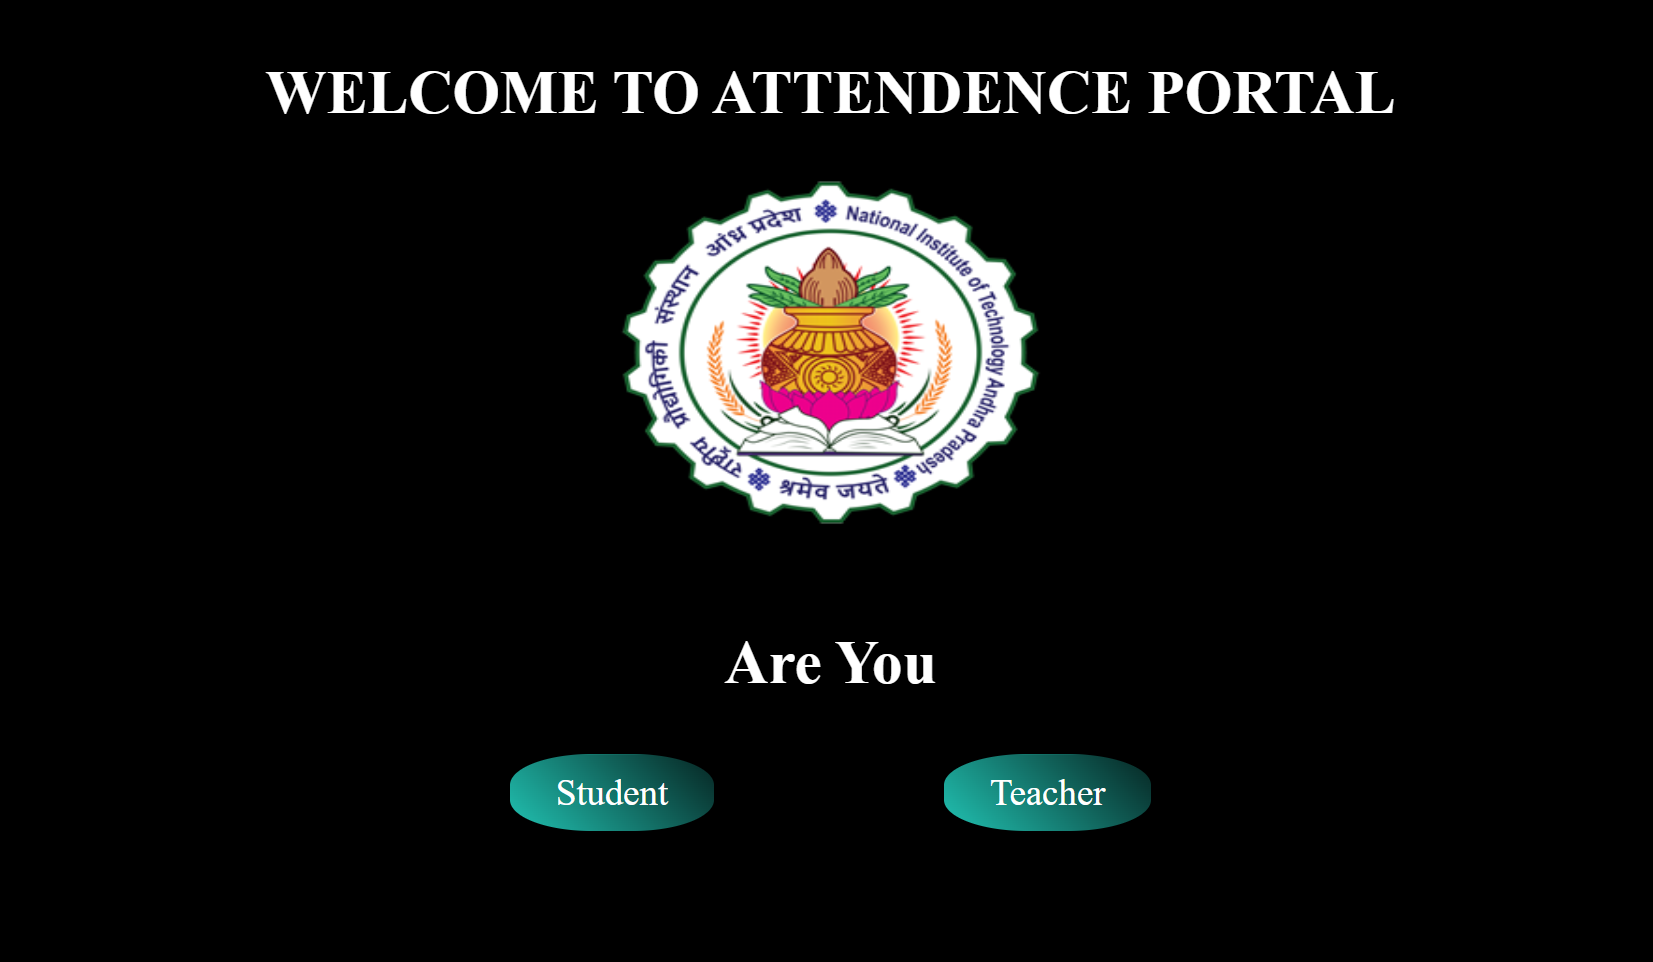 WELCOME TO ATTENDENCE PORTAL
राष्ट्रीय प्रौद्योगिकी संस्थान आंध्र प्रदेश
National Institute of Technology Andhra Pradesh
श्रमेव जयते
Are You
Student
Teacher